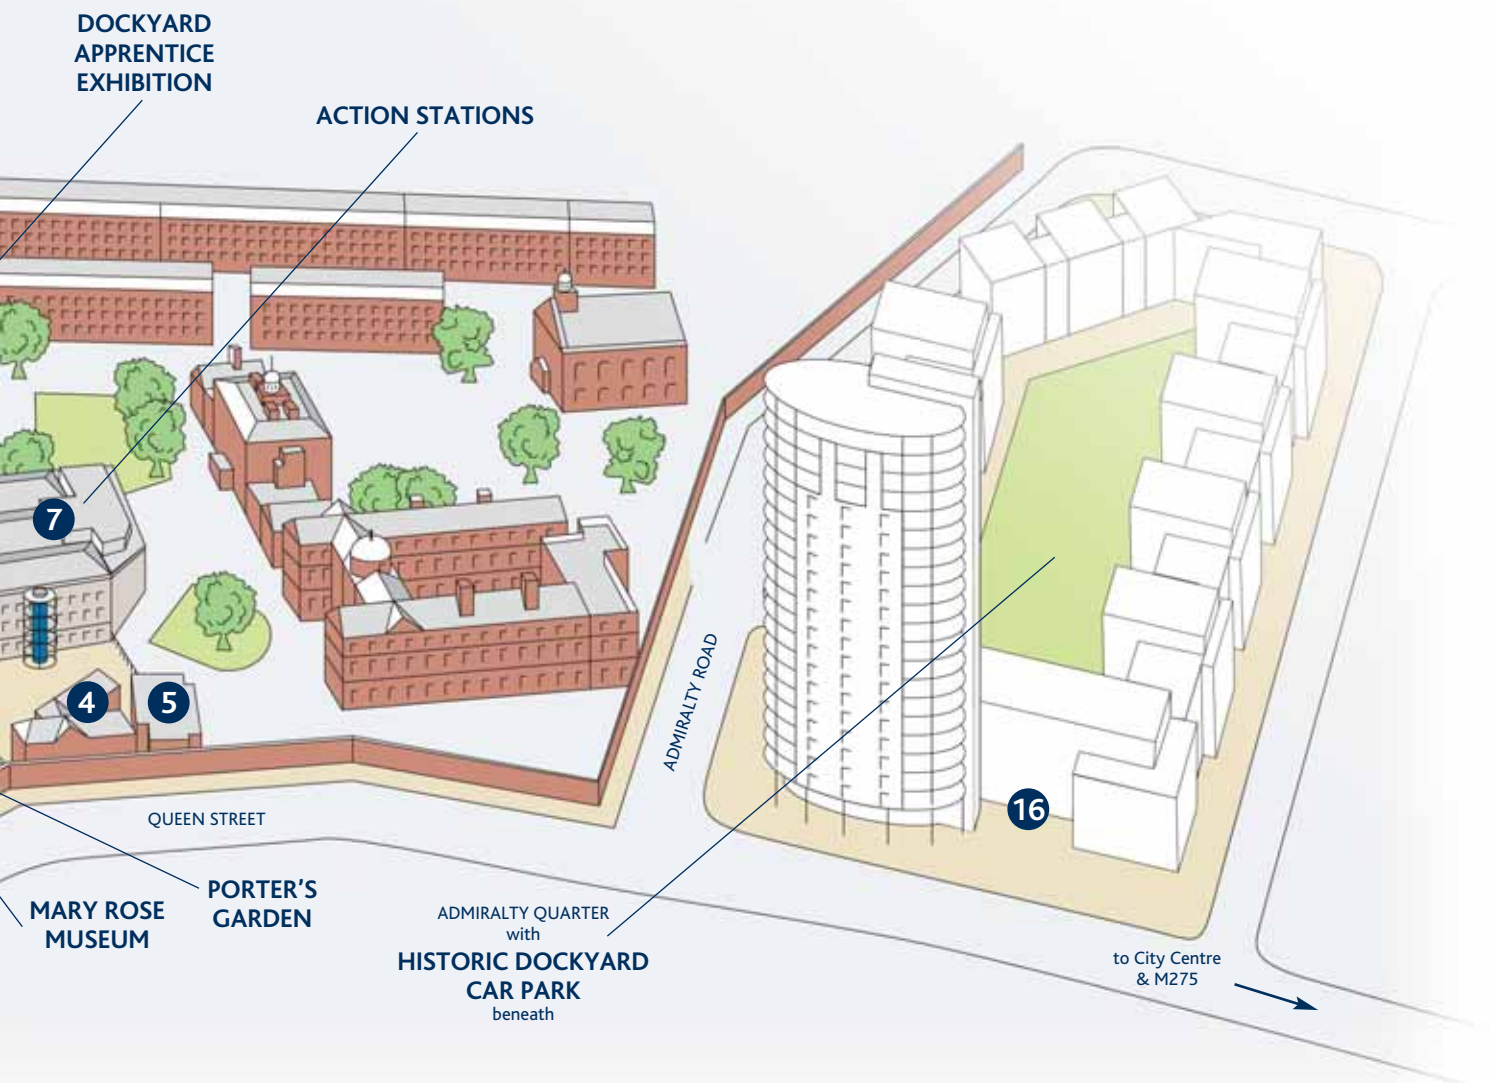 DOCKYARD
APPRENTICE
EXHIBITION
ACTION STATIONS
7
4
5
ADMIRALTY ROAD
16
QUEEN STREET
PORTER'S
GARDEN
MARY ROSE
MUSEUM
ADMIRALTY QUARTER
with
HISTORIC DOCKYARD
CAR PARK
beneath
to City Centre
& M275